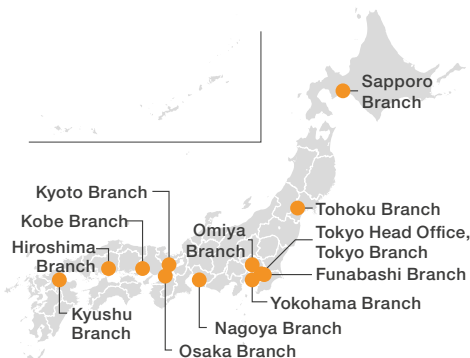 Sapporo
Branch
Kyoto Branch
Tohoku Branch
Kobe Branch
Omiya
Branch
Tokyo Head Office,
Tokyo Branch
Hiroshima
Branch
Funabashi Branch
Yokohama Branch
Kyushu
Branch
Nagoya Branch
Osaka Branch